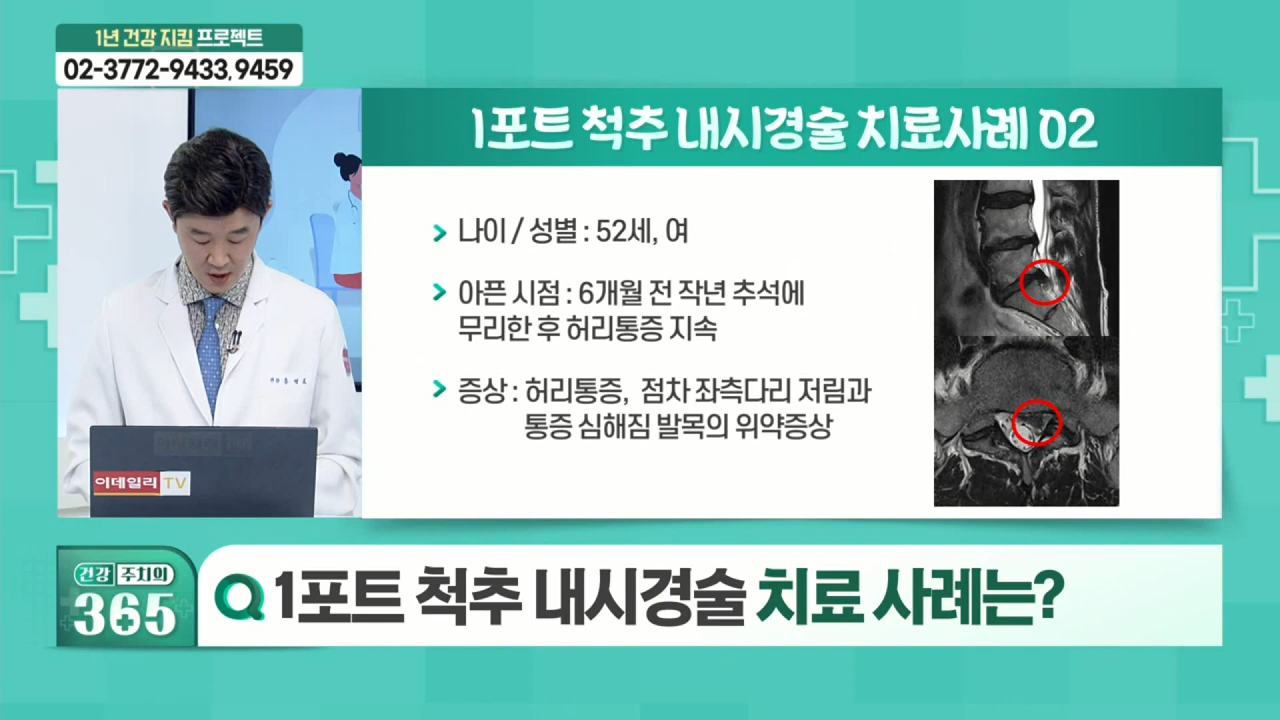 1년 건강 지킴 프로젝트
02-3772-9433, 9459
1포트 척추 내시경술 치료사례 02
나이 / 성별 : 52세, 여
아픈 시점 : 6개월 전 작년 추석에
무리한 후 허리통증 지속
증상 : 허리통증, 점차 좌측다리 저림과
통증 심해짐 발목의 위약증상
이데일리 TV
건강 주치의
365
Q 1포트 척추 내시경술 치료 사례는?